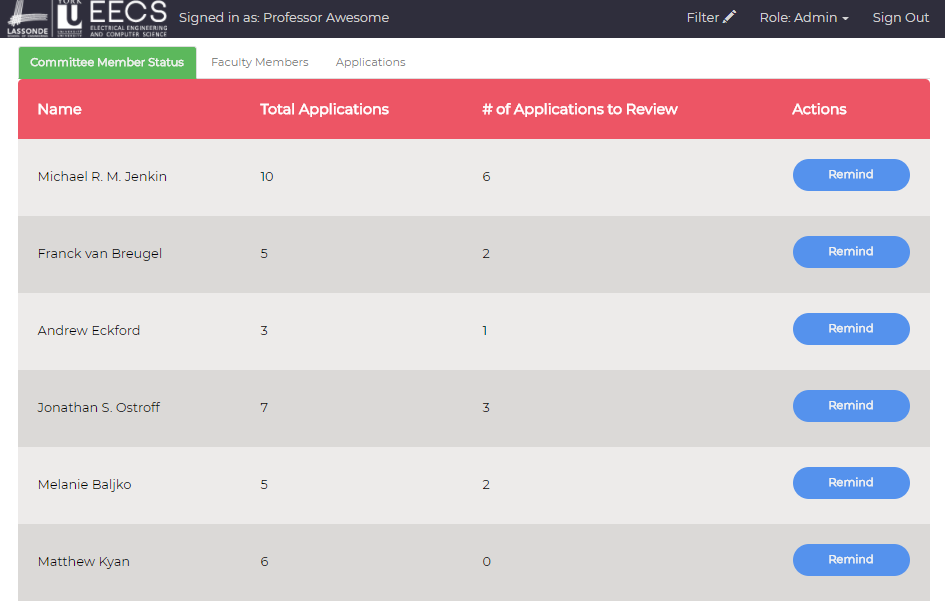 YORK
U
EECS
ELECTRICAL ENGINEERING
AND COMPUTER SCIENCE
LASSONDE
Signed in as: Professor Awesome
Filter
Role: Admin
Sign Out
Committee Member Status
Faculty Members
Applications
Name Total Applications # of Applications to Review Actions
Michael R. M. Jenkin 10 6 Remind
Franck van Breugel 5 2 Remind
Andrew Eckford 3 1 Remind
Jonathan S. Ostroff 7 3 Remind
Melanie Baljko 5 2 Remind
Matthew Kyan 6 0 Remind